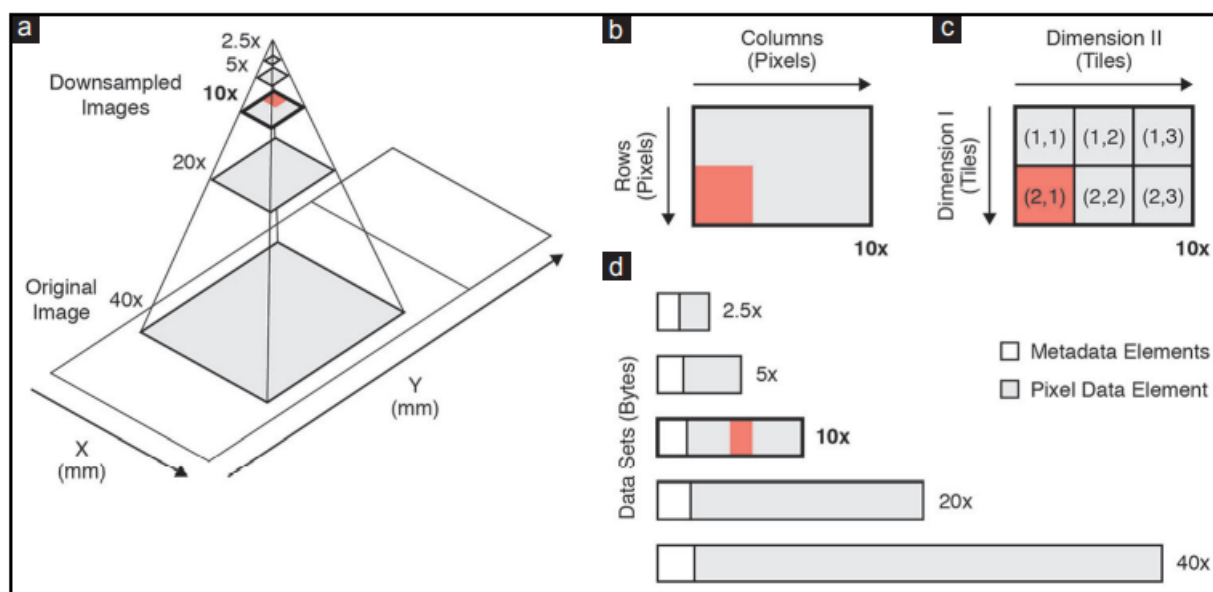 a
2.5x
5x
Downsampled
Images
10x
20x
Original
Image
40x
X
(mm)
Y
(mm)
b
Columns
(Pixels)
Rows
(Pixels)
10x
c
Dimension II
(Tiles)
Dimension I
(Tiles)
(1,1) (1,2) (1,3)
(2,1) (2,2) (2,3)
10x
d
Data Sets (Bytes)
2.5x
5x
10x
20x
40x
Metadata Elements
Pixel Data Element